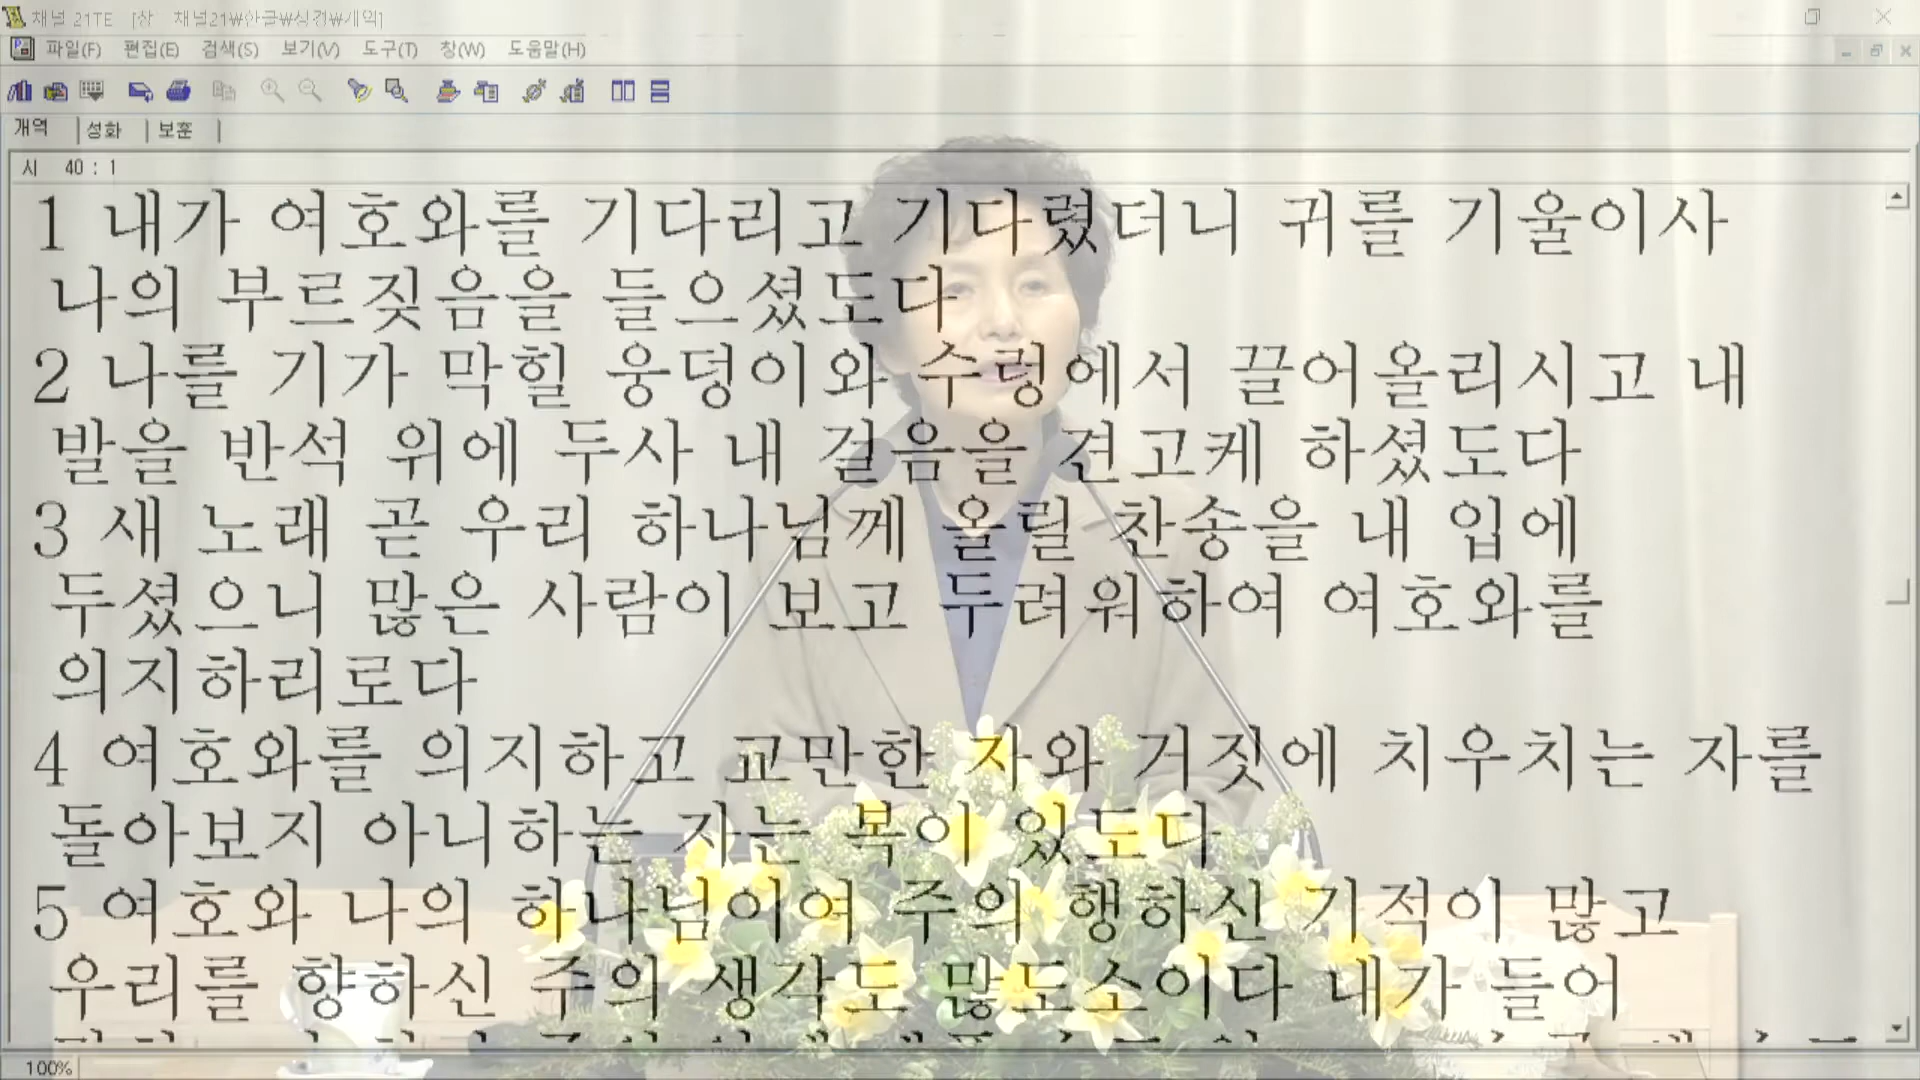 채널 21TE
파일(F) 편집(E) 검색(S) 보기(V) 도구(T) 창(W) 도움말(H)
개역 성화 보훈
시 40 : 1
1 내가 여호와를 기다리고 기다렸더니 귀를 기울이사
나의 부르짖음을 들으셨도다
2 나를 기가 막힐 웅덩이와 수렁에서 끌어올리시고 내
발을 반석 위에 두사 내 걸음을 견고케 하셨도다
3 새 노래 곧 우리 하나님께 올릴 찬송을 내 입에
두셨으니 많은 사람이 보고 두려워하여 여호와를
의지하리로다
4 여호와를 의지하고 교만한 자와 거짓에 치우치는 자를
돌아보지 아니하는 자는 복이 있도다
5 여호와 나의 하나님이여 주의 행하신 기적이 많고
우리를 향하신 주의 생각도 많도소이다 내가 들어
100%